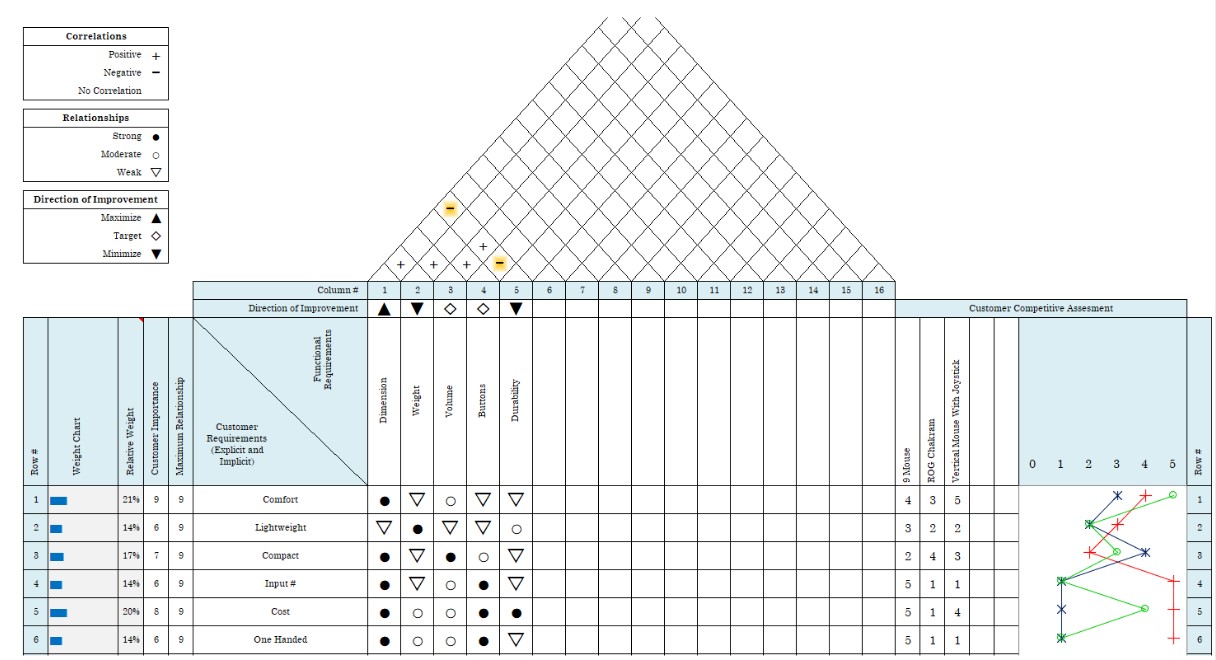 Correlations
Positive +
Negative −
No Correlation
Relationships
Strong ●
Moderate ○
Weak ▽
Direction of Improvement
Maximize ▲
Target ◇
Minimize ▼
−
+
+ + + −
Column # 1 2 3 4 5 6 7 8 9 10 11 12 13 14 15 16
Direction of Improvement ▲ ▼ ◇ ◇ ▼ Customer Competitive Assesment
Row #
Weight Chart
Relative Weight
Customer Importance
Maximum Relationship
Functional
Requirements
Customer
Requirements
(Explicit and
Implicit)
Dimension
Weight
Volume
Buttons
Durability
9 Mouse
ROG Chakram
Vertical Mouse With Joystick
0 1 2 3 4 5
Row #
1 21% 9 9 Comfort ● ▽ ○ ▽ ▽ 4 3 5 1
2 14% 6 9 Lightweight ▽ ● ▽ ▽ ○ 3 2 2 2
3 17% 7 9 Compact ● ▽ ● ○ ▽ 2 4 3 3
4 14% 6 9 Input # ● ▽ ○ ● ▽ 5 1 1 4
5 20% 8 9 Cost ● ○ ○ ● ● 5 1 4 5
6 14% 6 9 One Handed ● ○ ○ ● ▽ 5 1 1 6